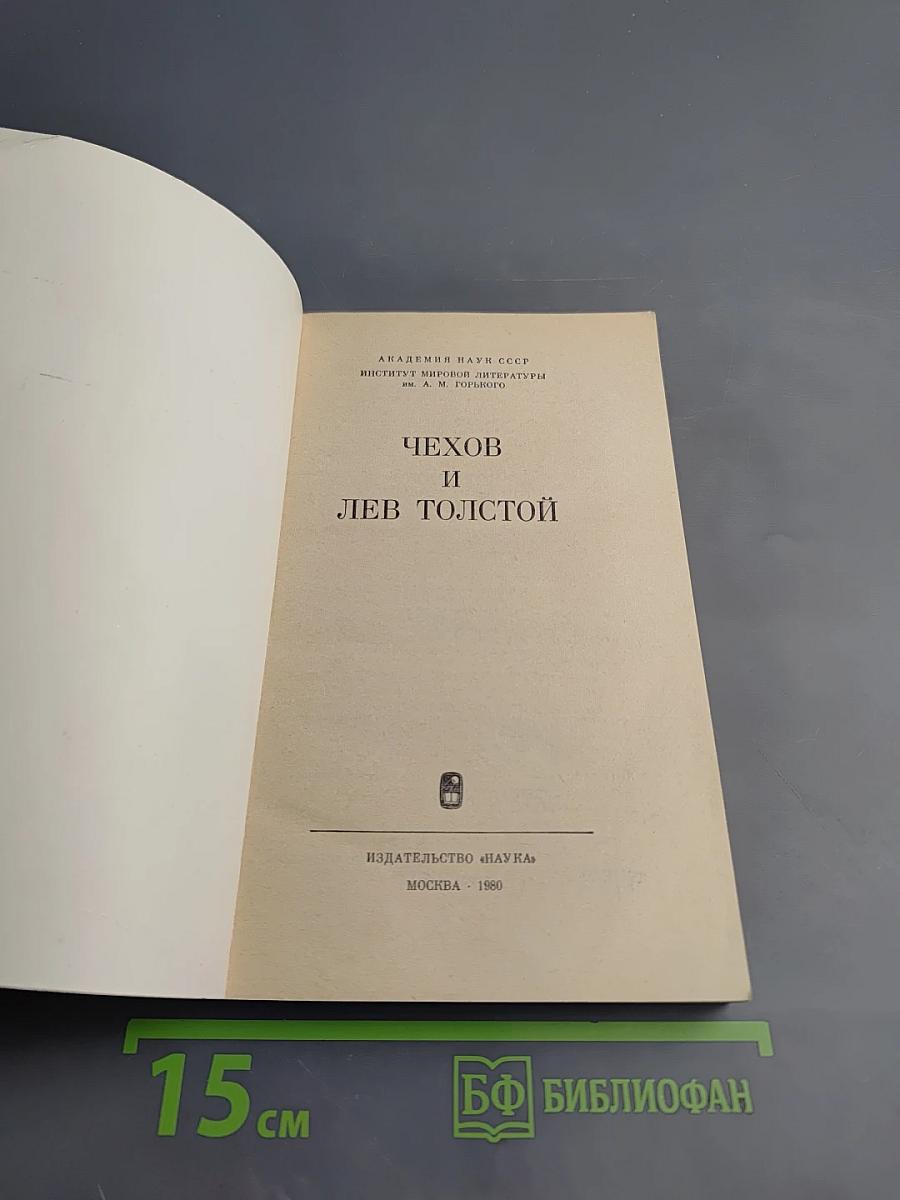 АКАДЕМИЯ НАУК СССР
ИНСТИТУТ МИРОВОЙ ЛИТЕРАТУРЫ
им. А. М. ГОРЬКОГО
ЧЕХОВ
И
ЛЕВ ТОЛСТОЙ
ИЗДАТЕЛЬСТВО «НАУКА»
МОСКВА · 1980
15 см
БФ БИБЛИОФАН